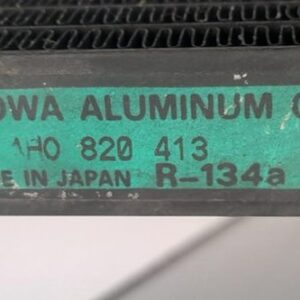 OWA ALUMINUM C
1H0 820 413
E IN JAPAN R-134a